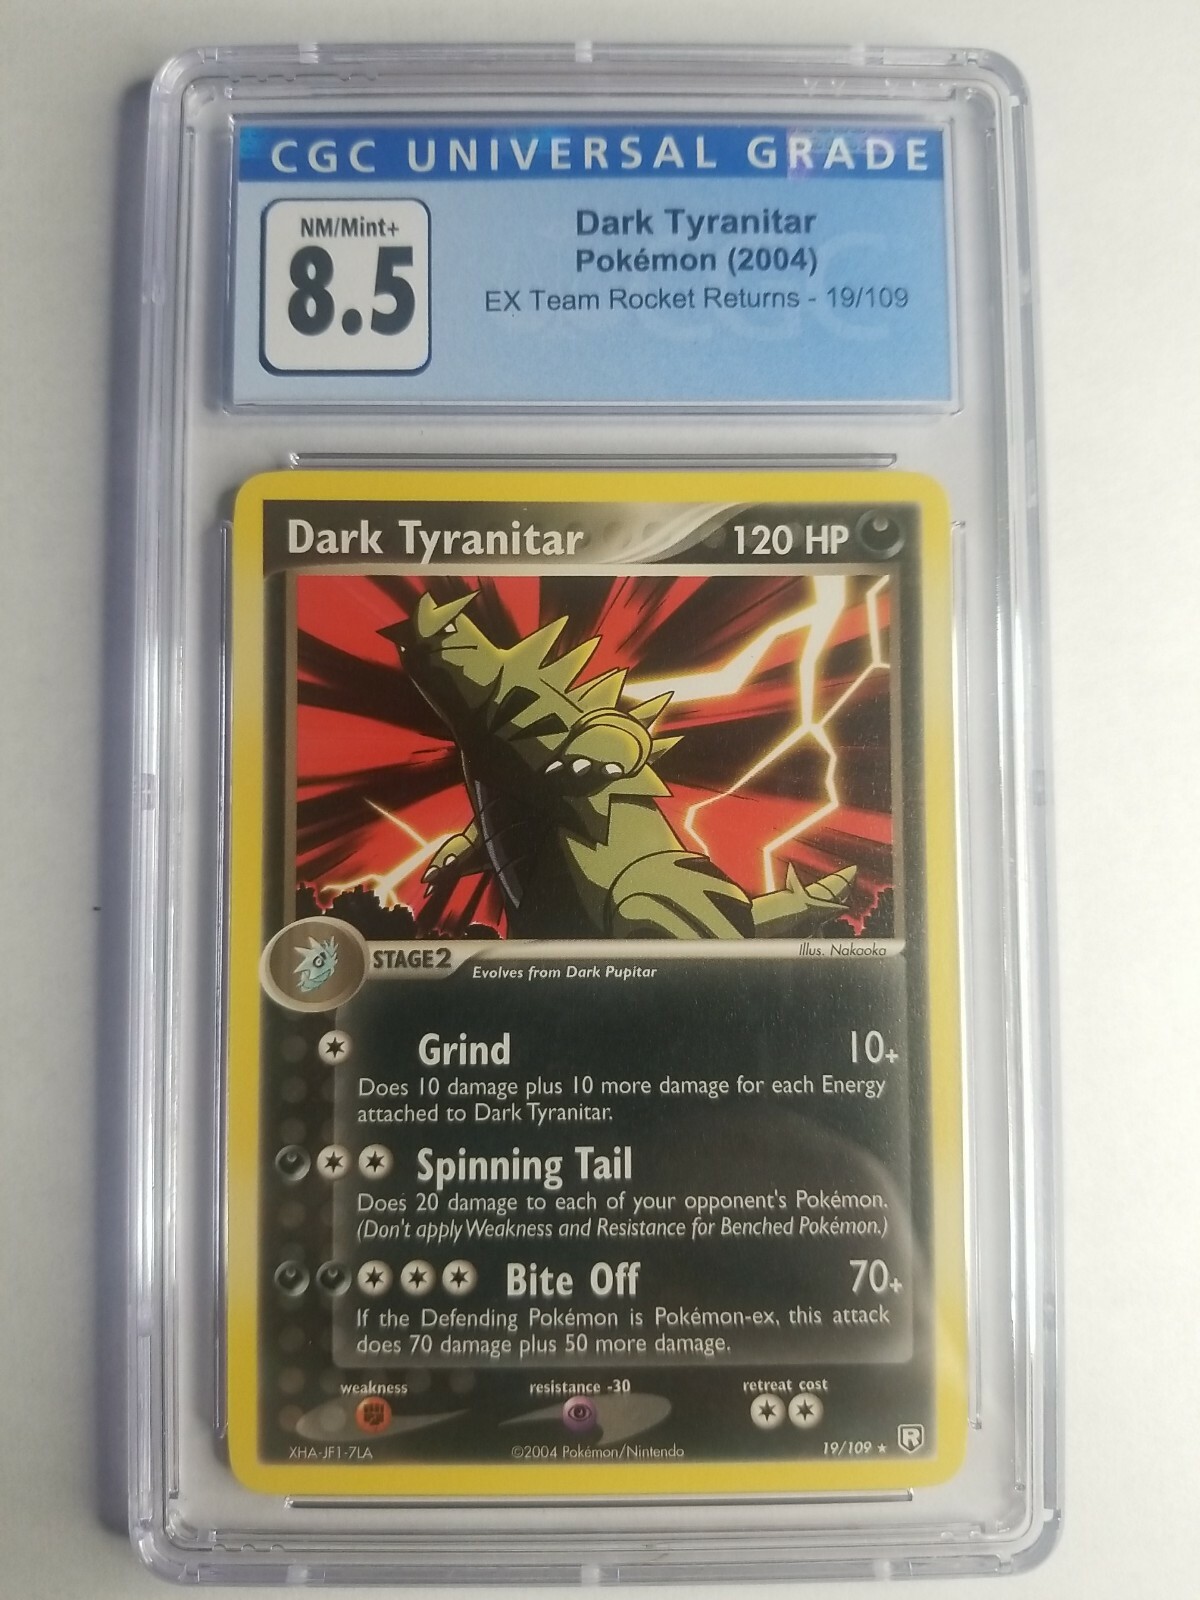 CGC UNIVERSAL GRADE
NM/Mint+
8.5
Dark Tyranitar
Pokémon (2004)
EX Team Rocket Returns - 19/109
Dark Tyranitar 120 HP
STAGE2
Evolves from Dark Pupitar
Illus. Nakaoka
Grind 10+
Does 10 damage plus 10 more damage for each Energy
attached to Dark Tyranitar.
Spinning Tail
Does 20 damage to each of your opponent's Pokémon.
(Don't apply Weakness and Resistance for Benched Pokémon.)
Bite Off 70+
If the Defending Pokémon is Pokémon-ex, this attack
does 70 damage plus 50 more damage.
weakness resistance -30 retreat cost
XHA-JF1-7LA ©2004 Pokémon/Nintendo 19/109 ★ R